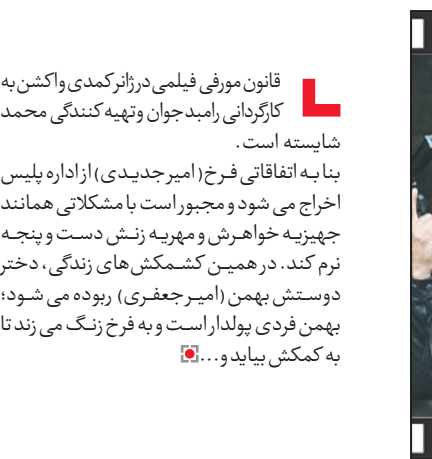 قانون مورفی فیلمی در ژانر کمدی واکشن به
کارگردانی رامبد جوان وتهیه کنندگی محمد
شایسته است.
بنا به اتفاقاتی فرخ (امیر جدیدی) از اداره پلیس
اخراج می شود و مجبور است با مشکلاتی همانند
جهیزیه خواهرش و مهریه زنش دست و پنجه
نرم کند. در همین کشمکش های زندگی، دختر
دوستش بهمن (امیر جعفری) ربوده می شود؛
بهمن فردی پولدار است و به فرخ زنگ می زند تا
به کمکش بیاید و...